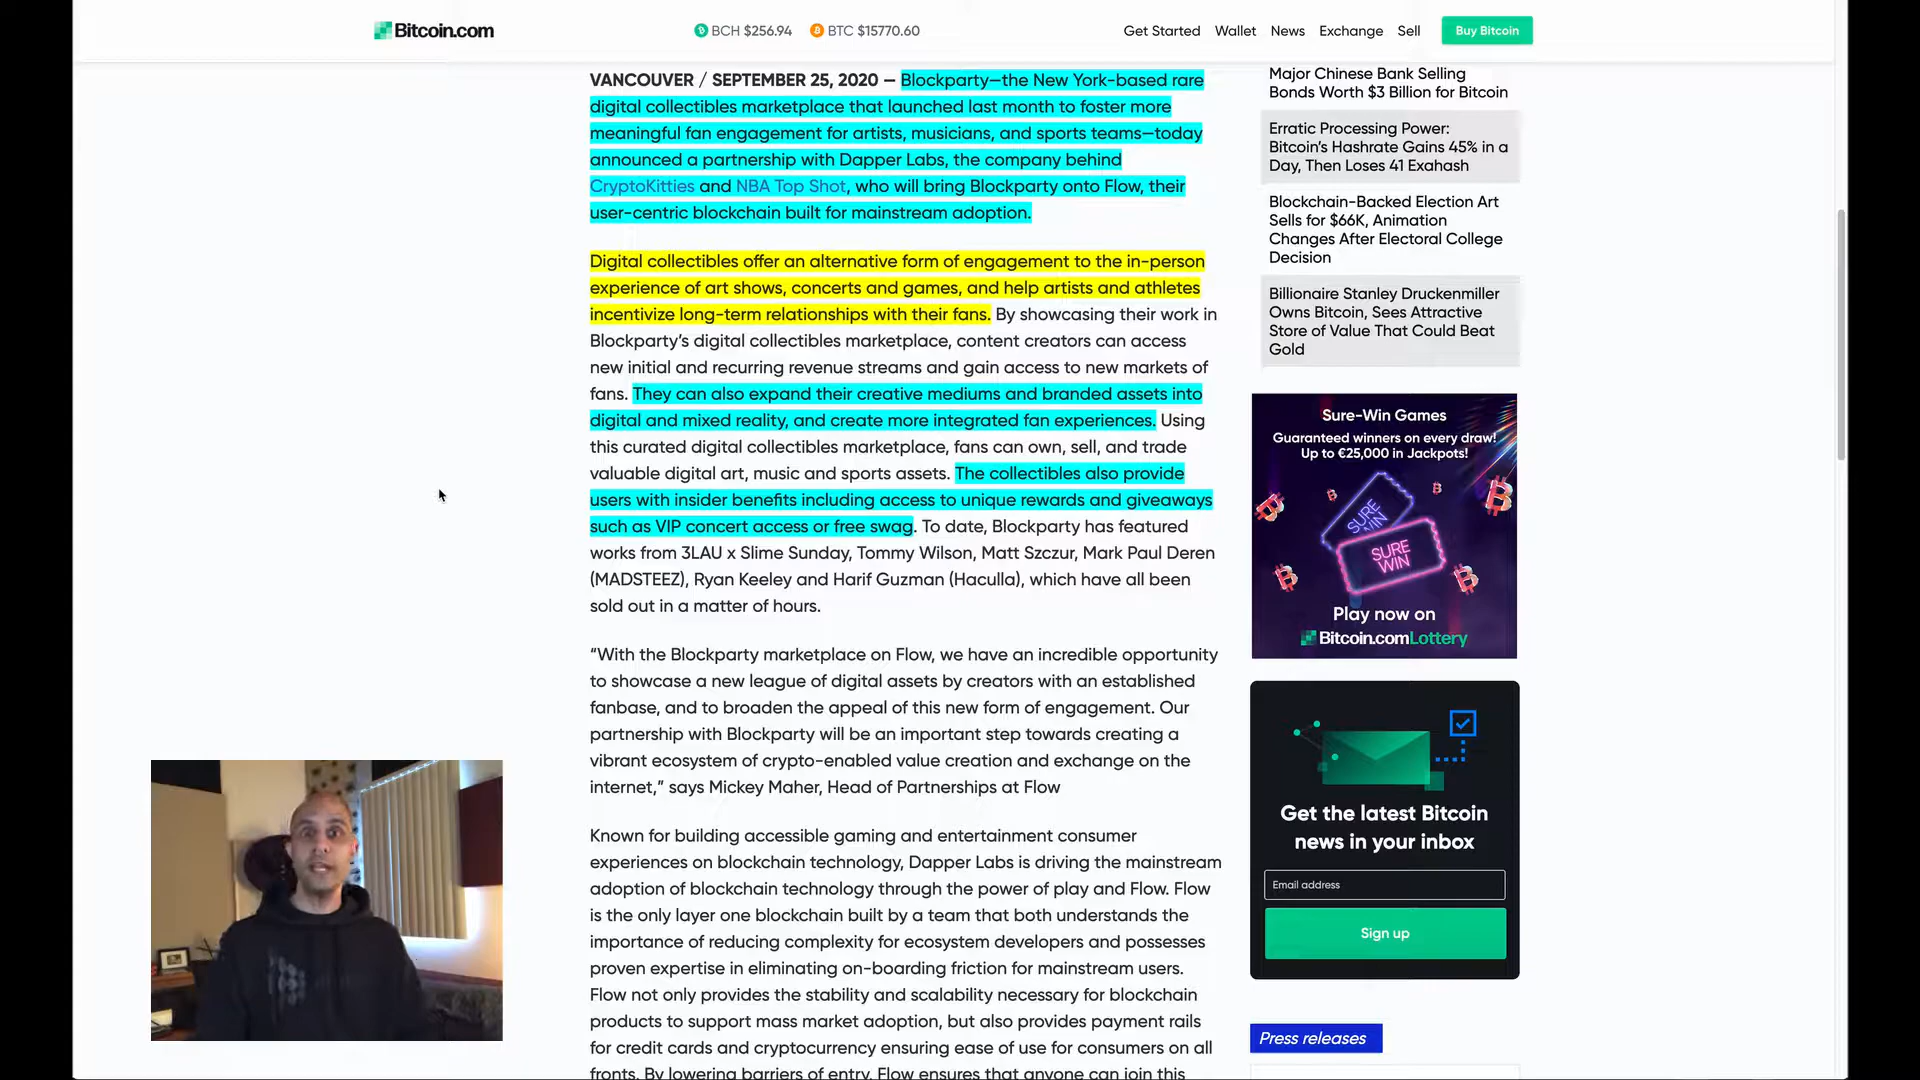 Bitcoin.com
BCH $256.94
BTC $15770.60
Get Started
Wallet
News
Exchange
Sell
Buy Bitcoin
VANCOUVER / SEPTEMBER 25, 2020 — Blockparty—the New York-based rare
digital collectibles marketplace that launched last month to foster more
meaningful fan engagement for artists, musicians, and sports teams—today
announced a partnership with Dapper Labs, the company behind
CryptoKitties and NBA Top Shot, who will bring Blockparty onto Flow, their
user-centric blockchain built for mainstream adoption.
Digital collectibles offer an alternative form of engagement to the in-person
experience of art shows, concerts and games, and help artists and athletes
incentivize long-term relationships with their fans. By showcasing their work in
Blockparty’s digital collectibles marketplace, content creators can access
new initial and recurring revenue streams and gain access to new markets of
fans. They can also expand their creative mediums and branded assets into
digital and mixed reality, and create more integrated fan experiences. Using
this curated digital collectibles marketplace, fans can own, sell, and trade
valuable digital art, music and sports assets. The collectibles also provide
users with insider benefits including access to unique rewards and giveaways
such as VIP concert access or free swag. To date, Blockparty has featured
works from 3LAU x Slime Sunday, Tommy Wilson, Matt Szczur, Mark Paul Deren
(MADSTEEZ), Ryan Keeley and Harif Guzman (Haculla), which have all been
sold out in a matter of hours.
“With the Blockparty marketplace on Flow, we have an incredible opportunity
to showcase a new league of digital assets by creators with an established
fanbase, and to broaden the appeal of this new form of engagement. Our
partnership with Blockparty will be an important step towards creating a
vibrant ecosystem of crypto-enabled value creation and exchange on the
internet,” says Mickey Maher, Head of Partnerships at Flow
Known for building accessible gaming and entertainment consumer
experiences on blockchain technology, Dapper Labs is driving the mainstream
adoption of blockchain technology through the power of play and Flow. Flow
is the only layer one blockchain built by a team that both understands the
importance of reducing complexity for ecosystem developers and possesses
proven expertise in eliminating on-boarding friction for mainstream users.
Flow not only provides the stability and scalability necessary for blockchain
products to support mass market adoption, but also provides payment rails
for credit cards and cryptocurrency ensuring ease of use for consumers on all
fronts. By lowering barriers of entry, Flow ensures that anyone can join this
Major Chinese Bank Selling
Bonds Worth $3 Billion for Bitcoin
Erratic Processing Power:
Bitcoin’s Hashrate Gains 45% in a
Day, Then Loses 41 Exahash
Blockchain-Backed Election Art
Sells for $66K, Animation
Changes After Electoral College
Decision
Billionaire Stanley Druckenmiller
Owns Bitcoin, Sees Attractive
Store of Value That Could Beat
Gold
Sure-Win Games
Guaranteed winners on every draw!
Up to €25,000 in Jackpots!
SURE
WIN
SURE
WIN
Play now on
Bitcoin.comLottery
Get the latest Bitcoin
news in your inbox
Email address
Sign up
Press releases